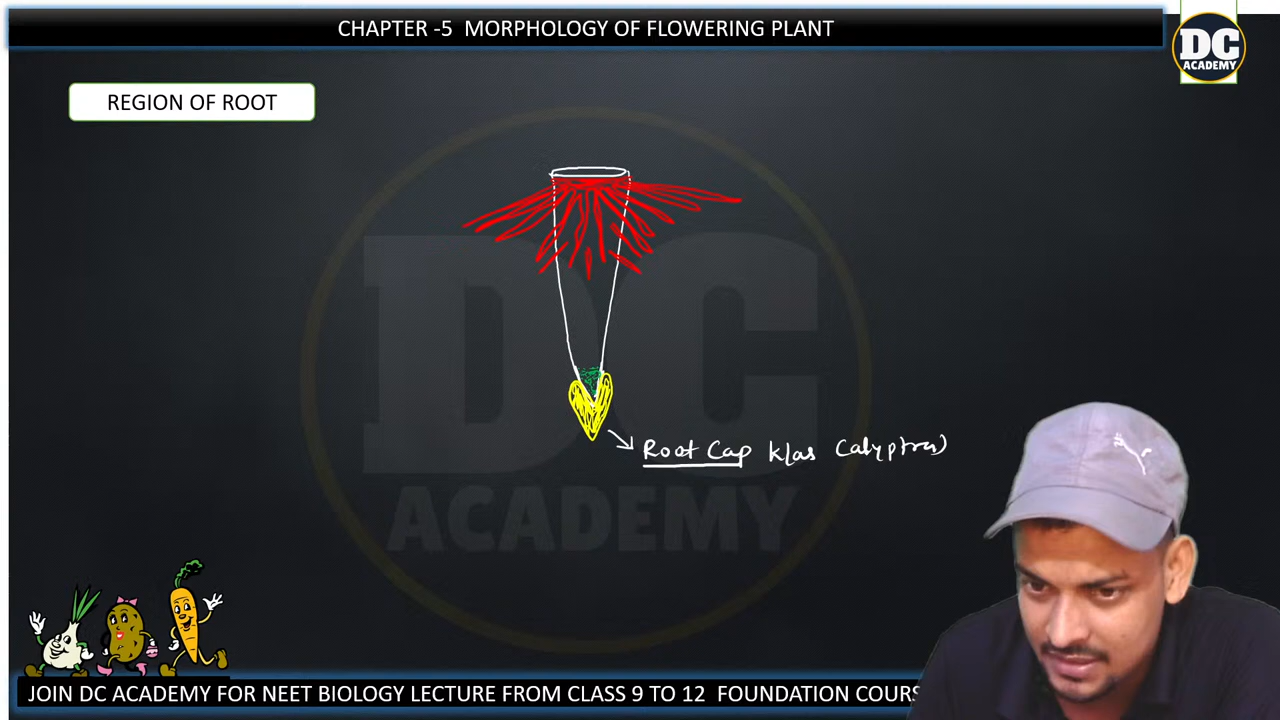 CHAPTER -5 MORPHOLOGY OF FLOWERING PLANT
DC
ACADEMY
REGION OF ROOT
DC
ACADEMY
Root Cap k/as Calyptra)
JOIN DC ACADEMY FOR NEET BIOLOGY LECTURE FROM CLASS 9 TO 12 FOUNDATION COURS